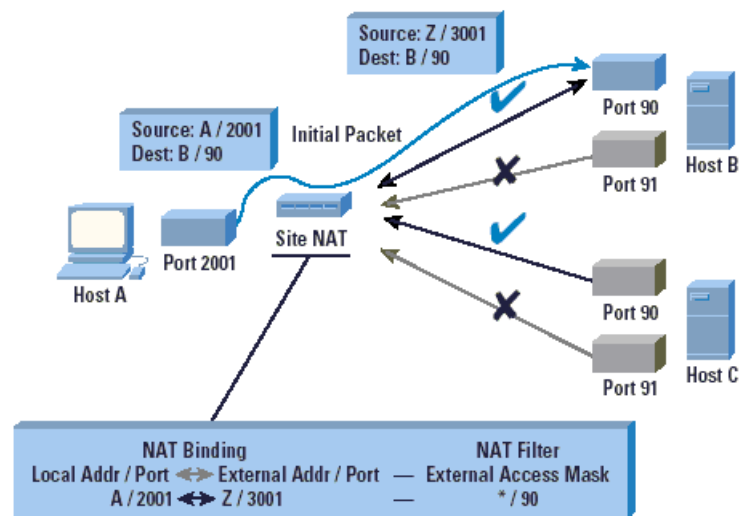 Source: Z / 3001
Dest: B / 90
Source: A / 2001
Dest: B / 90
Initial Packet
Port 90
Port 91
Host B
Host A
Port 2001
Site NAT
Port 90
Port 91
Host C
NAT Binding NAT Filter
Local Addr / Port External Addr / Port — External Access Mask
A / 2001 Z / 3001 — * / 90